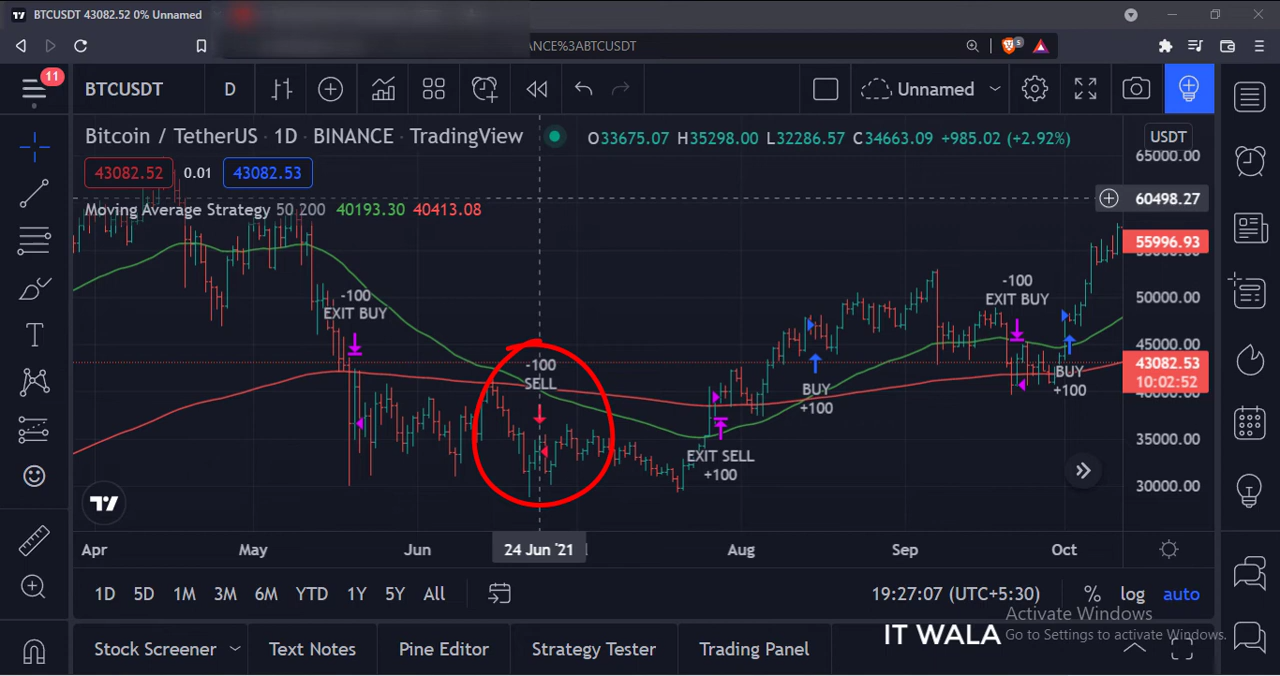 BTCUSDT 43082.52 0% Unnamed
ANCE%3ABTCUSDT
5
11
BTCUSDT D Unnamed
Bitcoin / TetherUS · 1D · BINANCE · TradingView O33675.07 H35298.00 L32286.57 C34663.09 +985.02 (+2.92%) USDT
43082.52 0.01 43082.53
Moving Average Strategy 50 200 40193.30 40413.08
65000.00
60498.27
55996.93
50000.00
45000.00
43082.53
10:02:52
35000.00
30000.00
-100
EXIT BUY
-100
SELL
EXIT SELL
+100
BUY
+100
-100
EXIT BUY
BUY
+100
Apr May Jun 24 Jun '21 Aug Sep Oct
1D 5D 1M 3M 6M YTD 1Y 5Y All 19:27:07 (UTC+5:30) % log auto
Activate Windows
Go to Settings to activate Windows.
IT WALA
Stock Screener Text Notes Pine Editor Strategy Tester Trading Panel